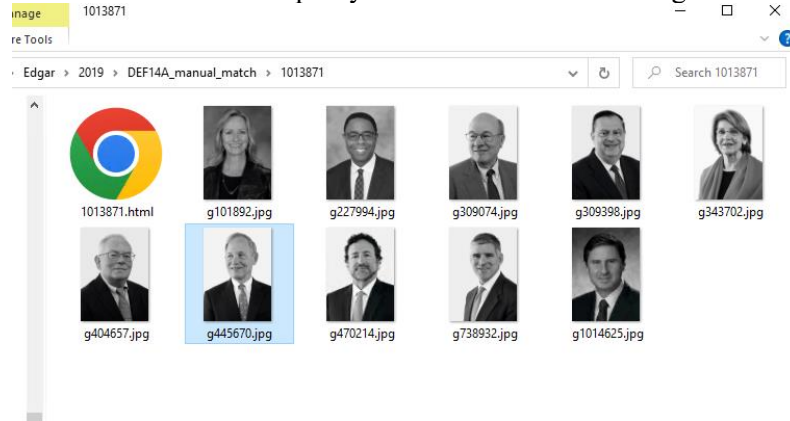 anage 1013871
re Tools
Edgar > 2019 > DEF14A_manual_match > 1013871
Search 1013871
1013871.html g101892.jpg g227994.jpg g309074.jpg g309398.jpg g343702.jpg
g404657.jpg g445670.jpg g470214.jpg g738932.jpg g1014625.jpg